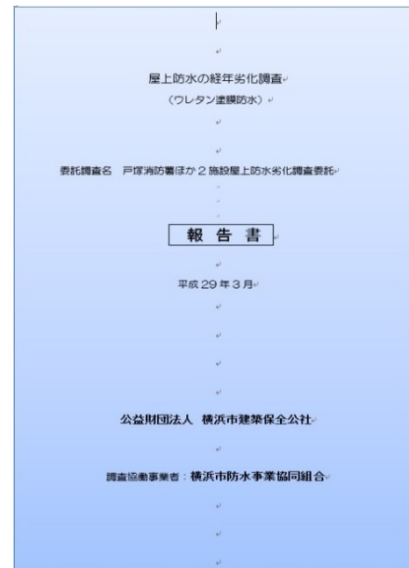 屋上防水の経年劣化調査
（ウレタン塗膜防水）
委託調査名　戸塚消防署ほか２施設屋上防水劣化調査委託
報　告　書
平成 29 年 3 月
公益財団法人　横浜市建築保全公社
調査協働事業者：横浜市防水事業協同組合